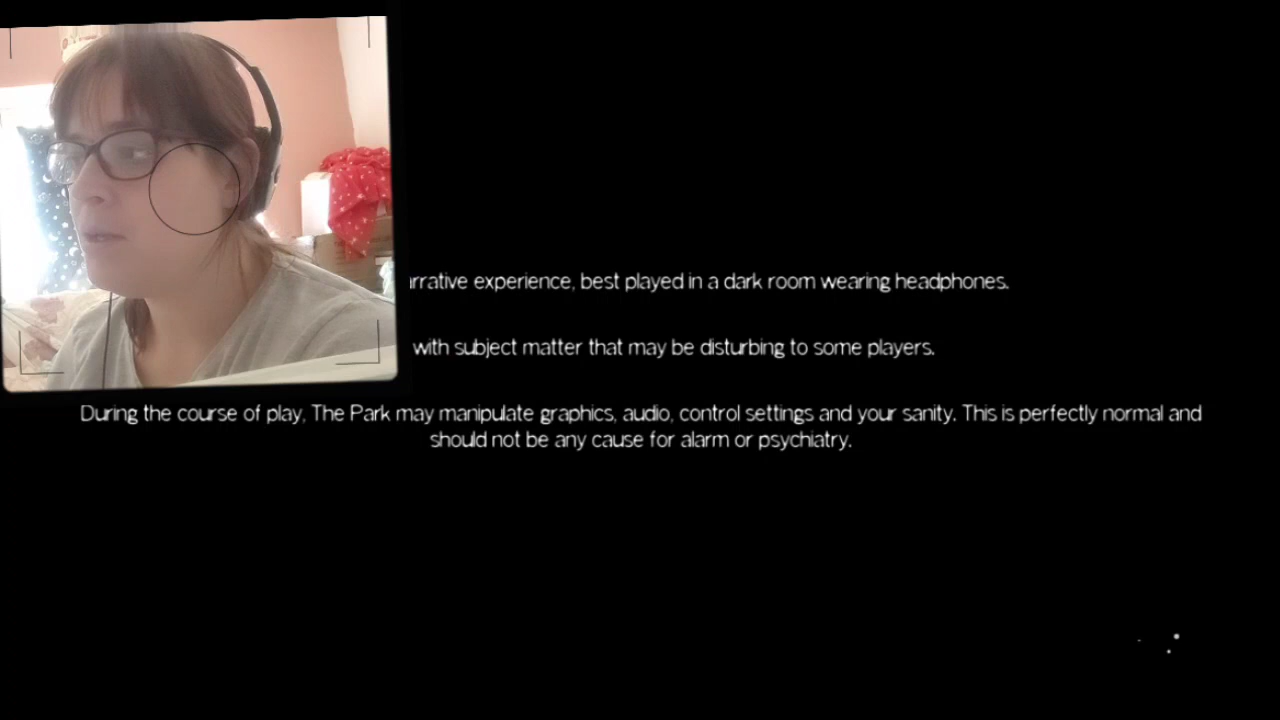 experience, best played in a dark room wearing headphones.
with subject matter that may be disturbing to some players.
During the course of play, The Park may manipulate graphics, audio, control settings and your sanity. This is perfectly normal and
should not be any cause for alarm or psychiatry.